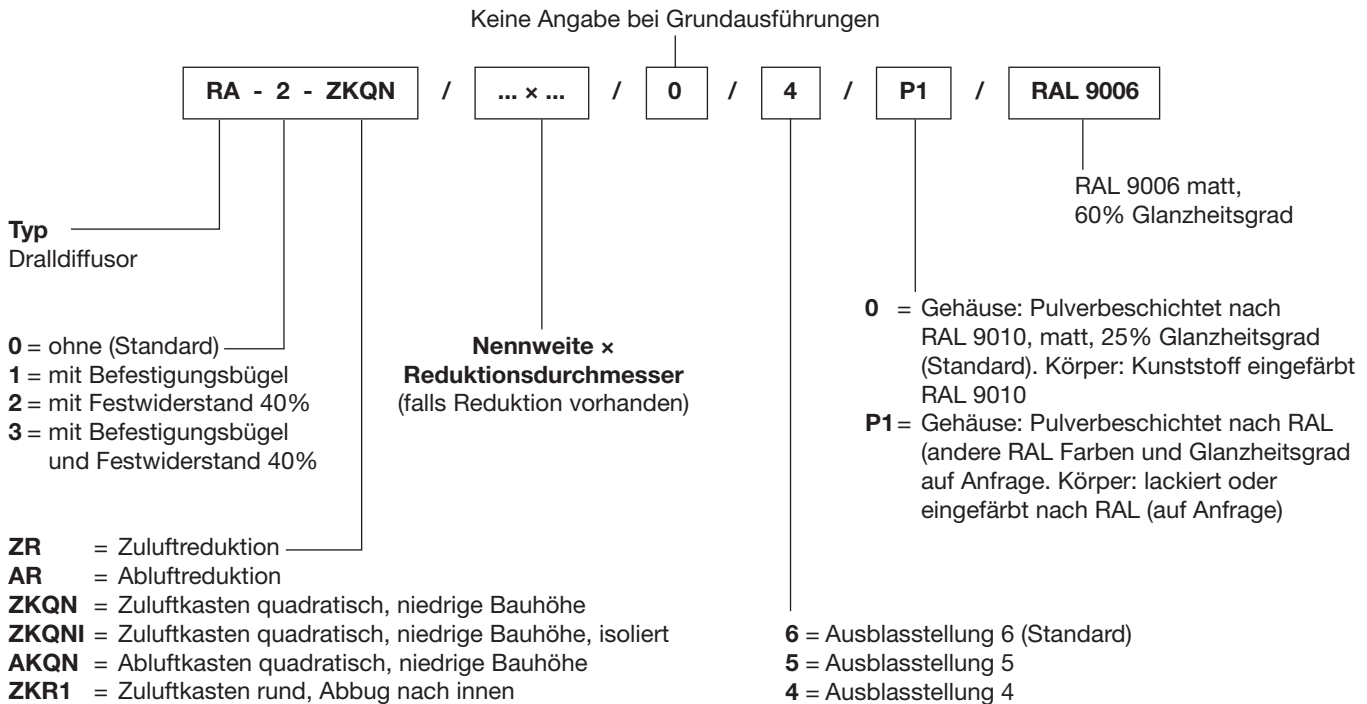 Keine Angabe bei Grundausführungen
RA - 2 - ZKQN / ... × ... / 0 / 4 / P1 / RAL 9006
RAL 9006 matt,
60% Glanzheitsgrad
Typ
Dralldiffusor
0 = ohne (Standard)
1 = mit Befestigungsbügel
2 = mit Festwiderstand 40%
3 = mit Befestigungsbügel
und Festwiderstand 40%
Nennweite ×
Reduktionsdurchmesser
(falls Reduktion vorhanden)
0 = Gehäuse: Pulverbeschichtet nach
RAL 9010, matt, 25% Glanzheitsgrad
(Standard). Körper: Kunststoff eingefärbt
RAL 9010
P1 = Gehäuse: Pulverbeschichtet nach RAL
(andere RAL Farben und Glanzheitsgrad
auf Anfrage. Körper: lackiert oder
eingefärbt nach RAL (auf Anfrage)
ZR = Zuluftreduktion
AR = Abluftreduktion
ZKQN = Zuluftkasten quadratisch, niedrige Bauhöhe
ZKQNI = Zuluftkasten quadratisch, niedrige Bauhöhe, isoliert
AKQN = Abluftkasten quadratisch, niedrige Bauhöhe
ZKR1 = Zuluftkasten rund, Abbug nach innen
6 = Ausblasstellung 6 (Standard)
5 = Ausblasstellung 5
4 = Ausblasstellung 4